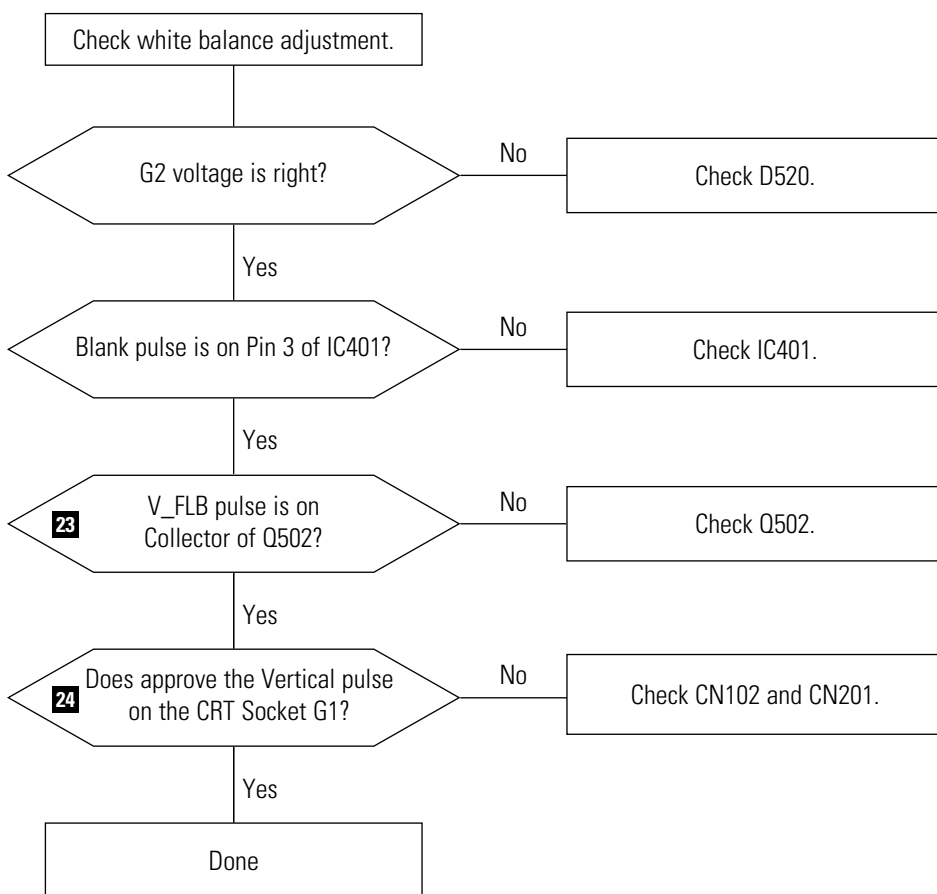 Check white balance adjustment.
G2 voltage is right?
No
Check D520.
Yes
Blank pulse is on Pin 3 of IC401?
No
Check IC401.
Yes
23
V_FLB pulse is on
Collector of Q502?
No
Check Q502.
Yes
24
Does approve the Vertical pulse
on the CRT Socket G1?
No
Check CN102 and CN201.
Yes
Done